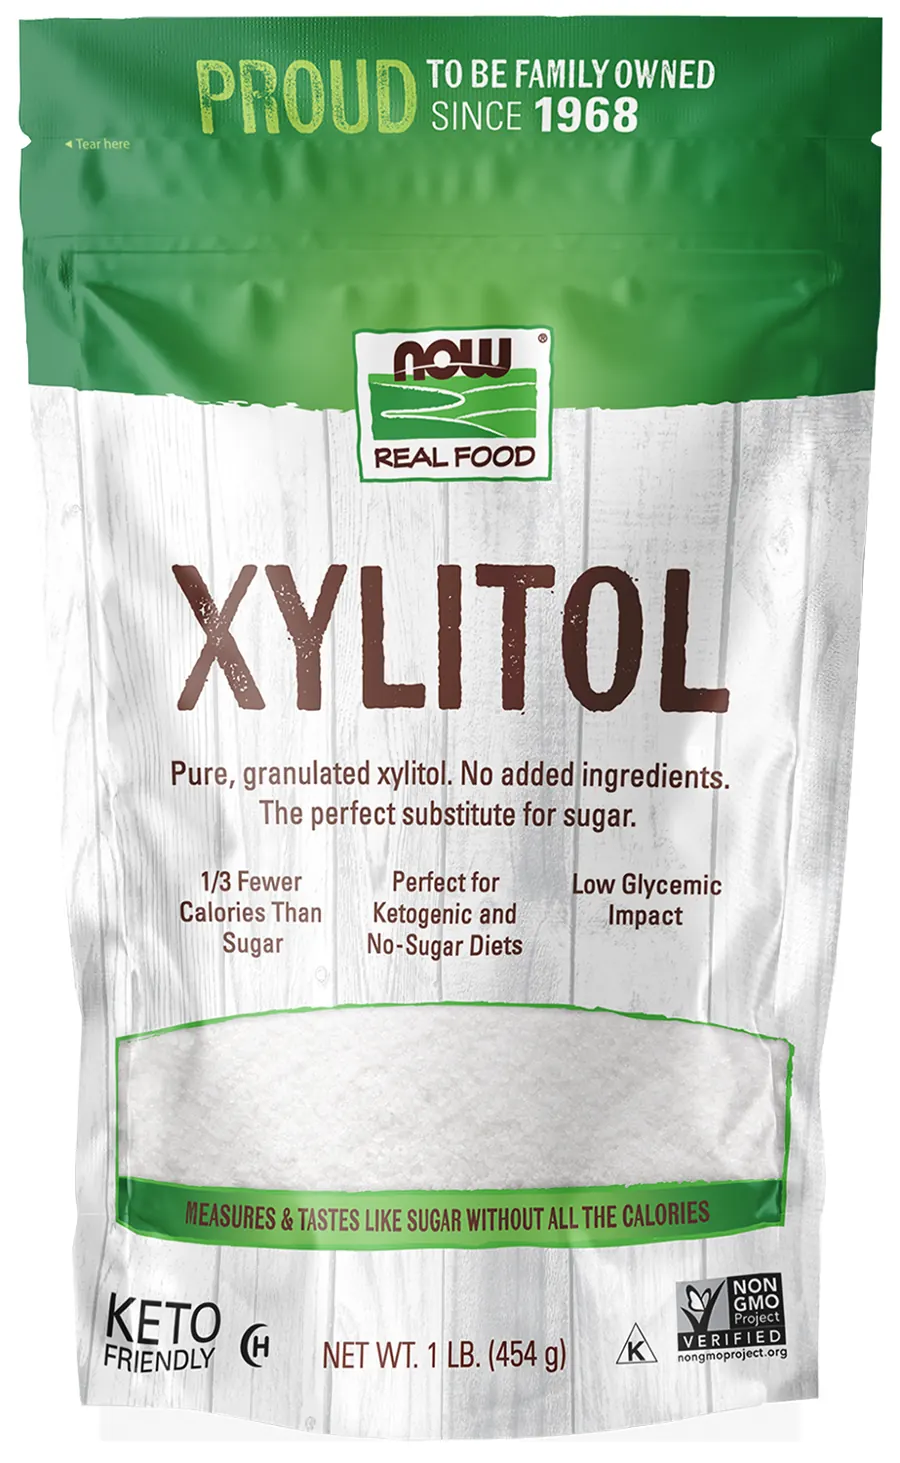 PROUD TO BE FAMILY OWNED
SINCE 1968
Tear here
NOW®
REAL FOOD
XYLITOL
Pure, granulated xylitol. No added ingredients.
The perfect substitute for sugar.
1/3 Fewer
Calories Than
Sugar
Perfect for
Ketogenic and
No-Sugar Diets
Low Glycemic
Impact
MEASURES & TASTES LIKE SUGAR WITHOUT ALL THE CALORIES
KETO
FRIENDLY
H
NET WT. 1 LB. (454 g)
K
NON
GMO
Project
VERIFIED
nongmoproject.org